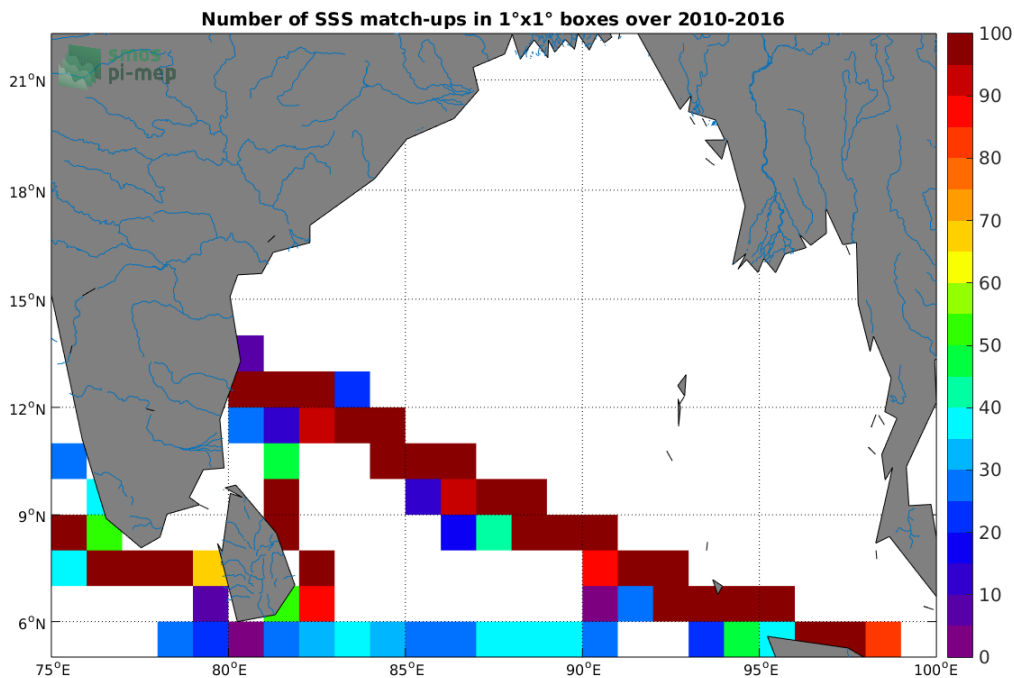 Number of SSS match-ups in 1°x1° boxes over 2010-2016
smos
pi-mep
21°N
18°N
15°N
12°N
9°N
6°N
75°E 80°E 85°E 90°E 95°E 100°E
100
90
80
70
60
50
40
30
20
10
0